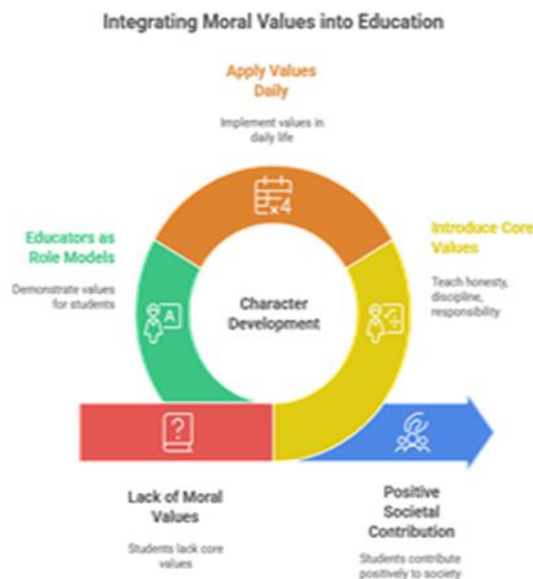 Integrating Moral Values into Education
Apply Values
Daily
Implement values in
daily life
×4
Educators as
Role Models
Demonstrate values
for students
A
Introduce Core
Values
Teach honesty,
discipline,
responsibility
Character
Development
?
Lack of Moral
Values
Students lack core
values
Positive
Societal
Contribution
Students contribute
positively to society